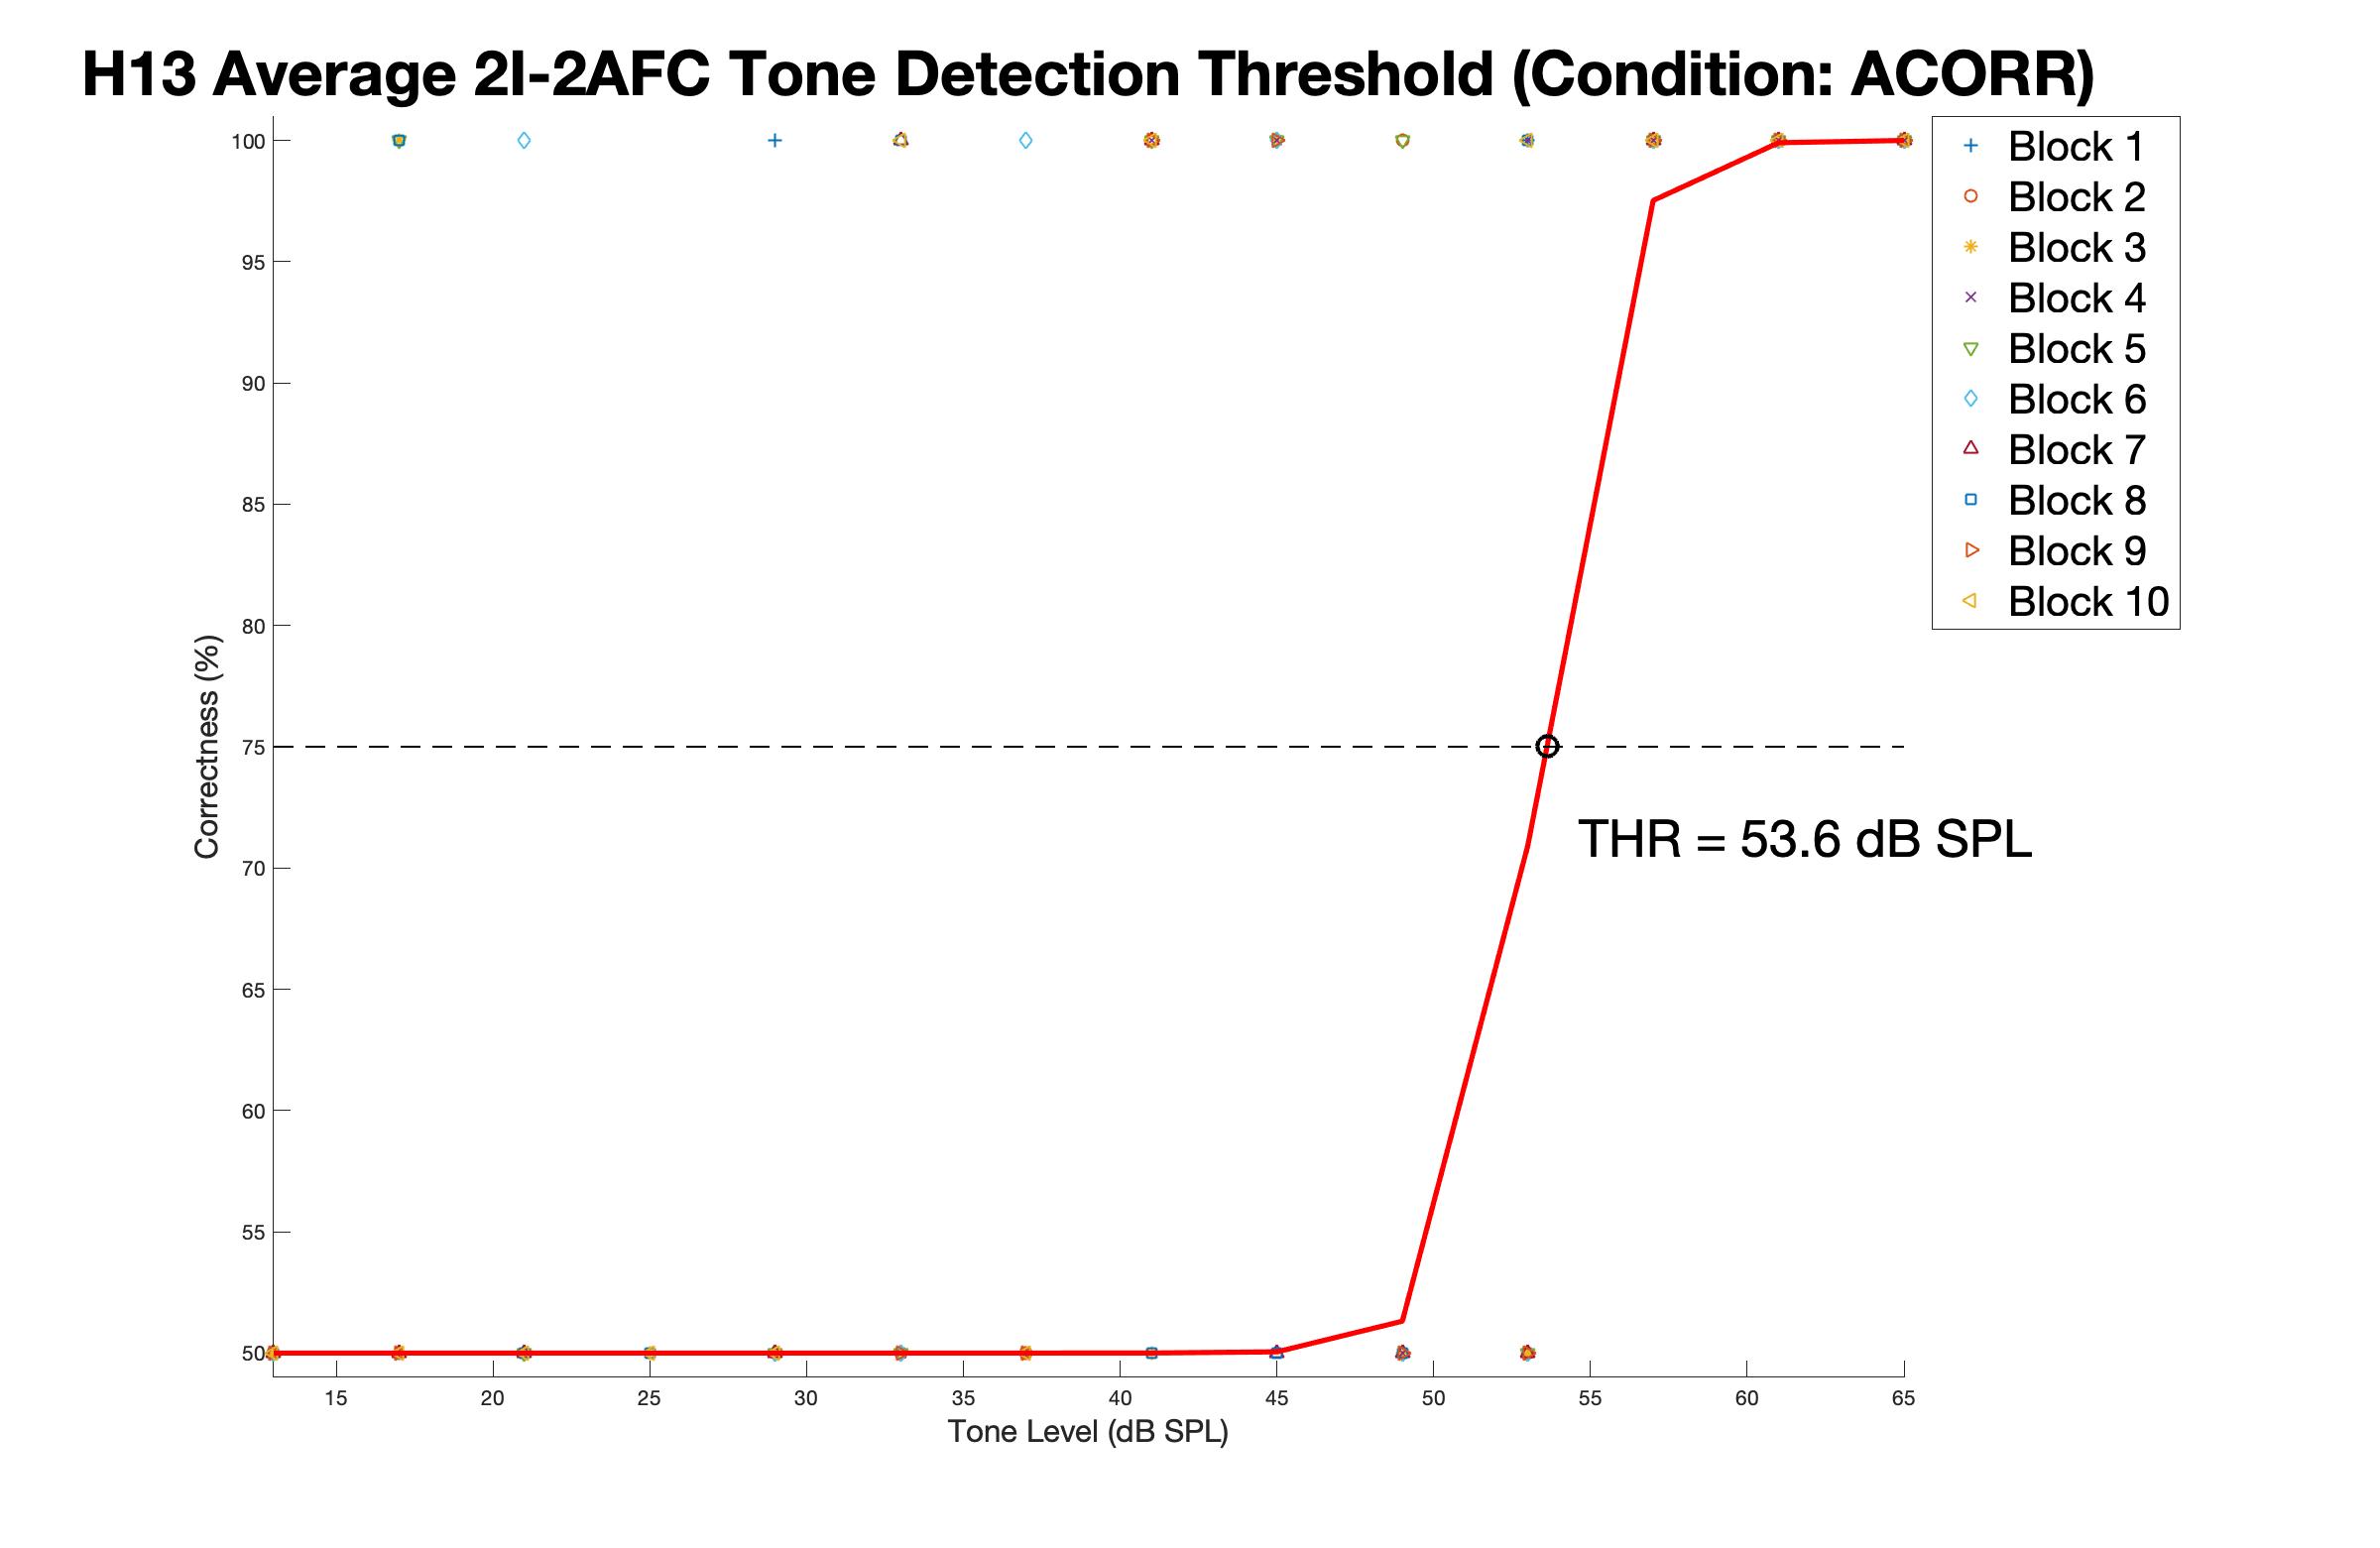 H13 Average 2I-2AFC Tone Detection Threshold (Condition: ACORR)
100
95
90
85
80
75
70
65
60
55
50
Correctness (%)
15 20 25 30 35 40 45 50 55 60 65
Tone Level (dB SPL)
THR = 53.6 dB SPL
Block 1
Block 2
Block 3
Block 4
Block 5
Block 6
Block 7
Block 8
Block 9
Block 10